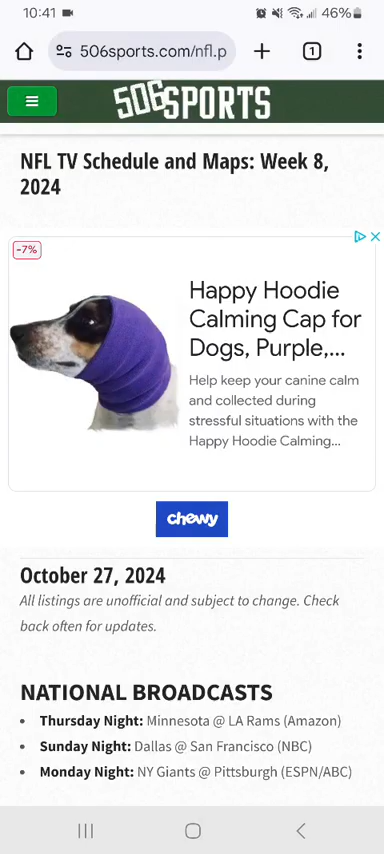 10:41 46%
506sports.com/nfl.p 1
506SPORTS
NFL TV Schedule and Maps: Week 8,
2024
-7%
Happy Hoodie
Calming Cap for
Dogs, Purple,...
Help keep your canine calm
and collected during
stressful situations with the
Happy Hoodie Calming...
chewy
October 27, 2024
All listings are unofficial and subject to change. Check
back often for updates.
NATIONAL BROADCASTS
• Thursday Night: Minnesota @ LA Rams (Amazon)
• Sunday Night: Dallas @ San Francisco (NBC)
• Monday Night: NY Giants @ Pittsburgh (ESPN/ABC)